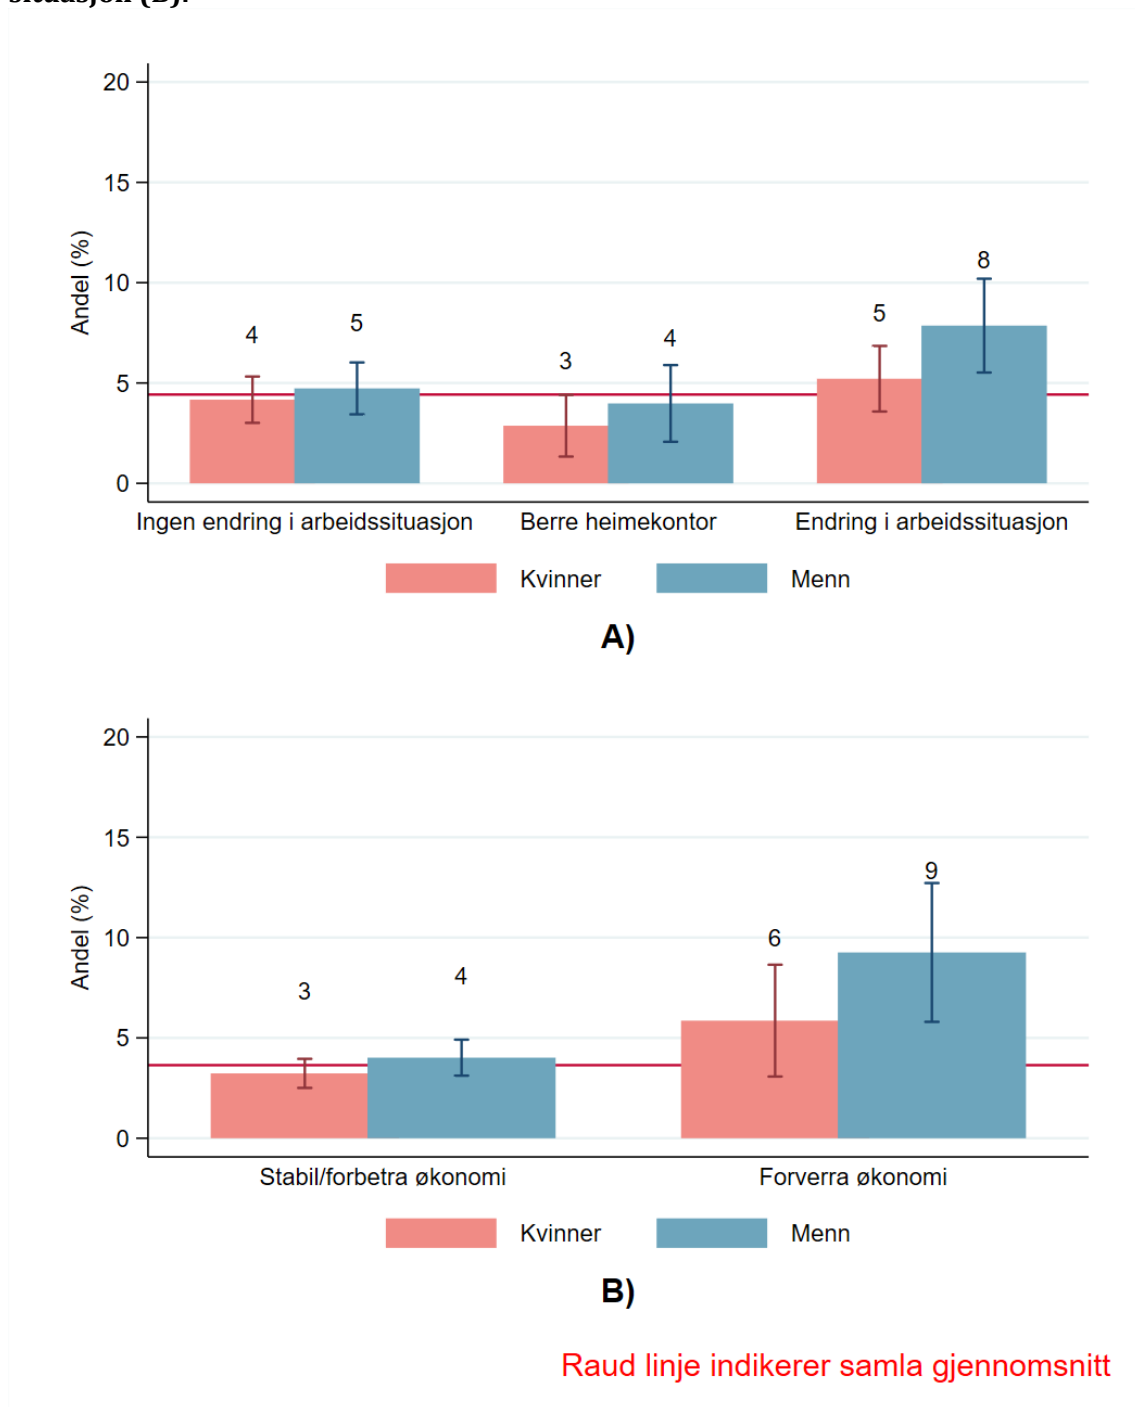 situasjon (B).
20
15
10
5
0
Andel (%)
4
5
3
4
5
8
Ingen endring i arbeidssituasjon
Berre heimekontor
Endring i arbeidssituasjon
Kvinner
Menn
A)
20
15
10
5
0
Andel (%)
3
4
6
9
Stabil/forbetra økonomi
Forverra økonomi
Kvinner
Menn
B)
Raud linje indikerer samla gjennomsnitt